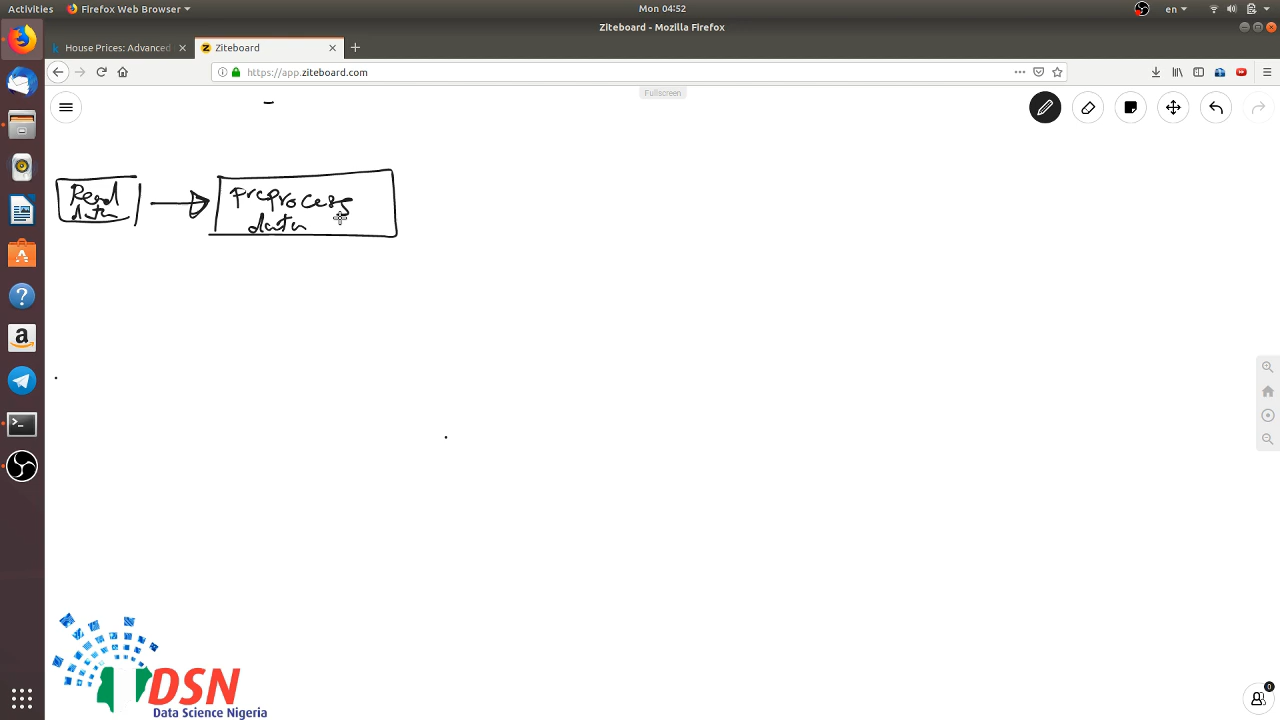 Activities Firefox Web Browser Mon 04:52 en
Ziteboard - Mozilla Firefox
House Prices: Advanced Ziteboard
https://app.ziteboard.com
Fullscreen
Read
data
preprocess
data
0
DSN
Data Science Nigeria